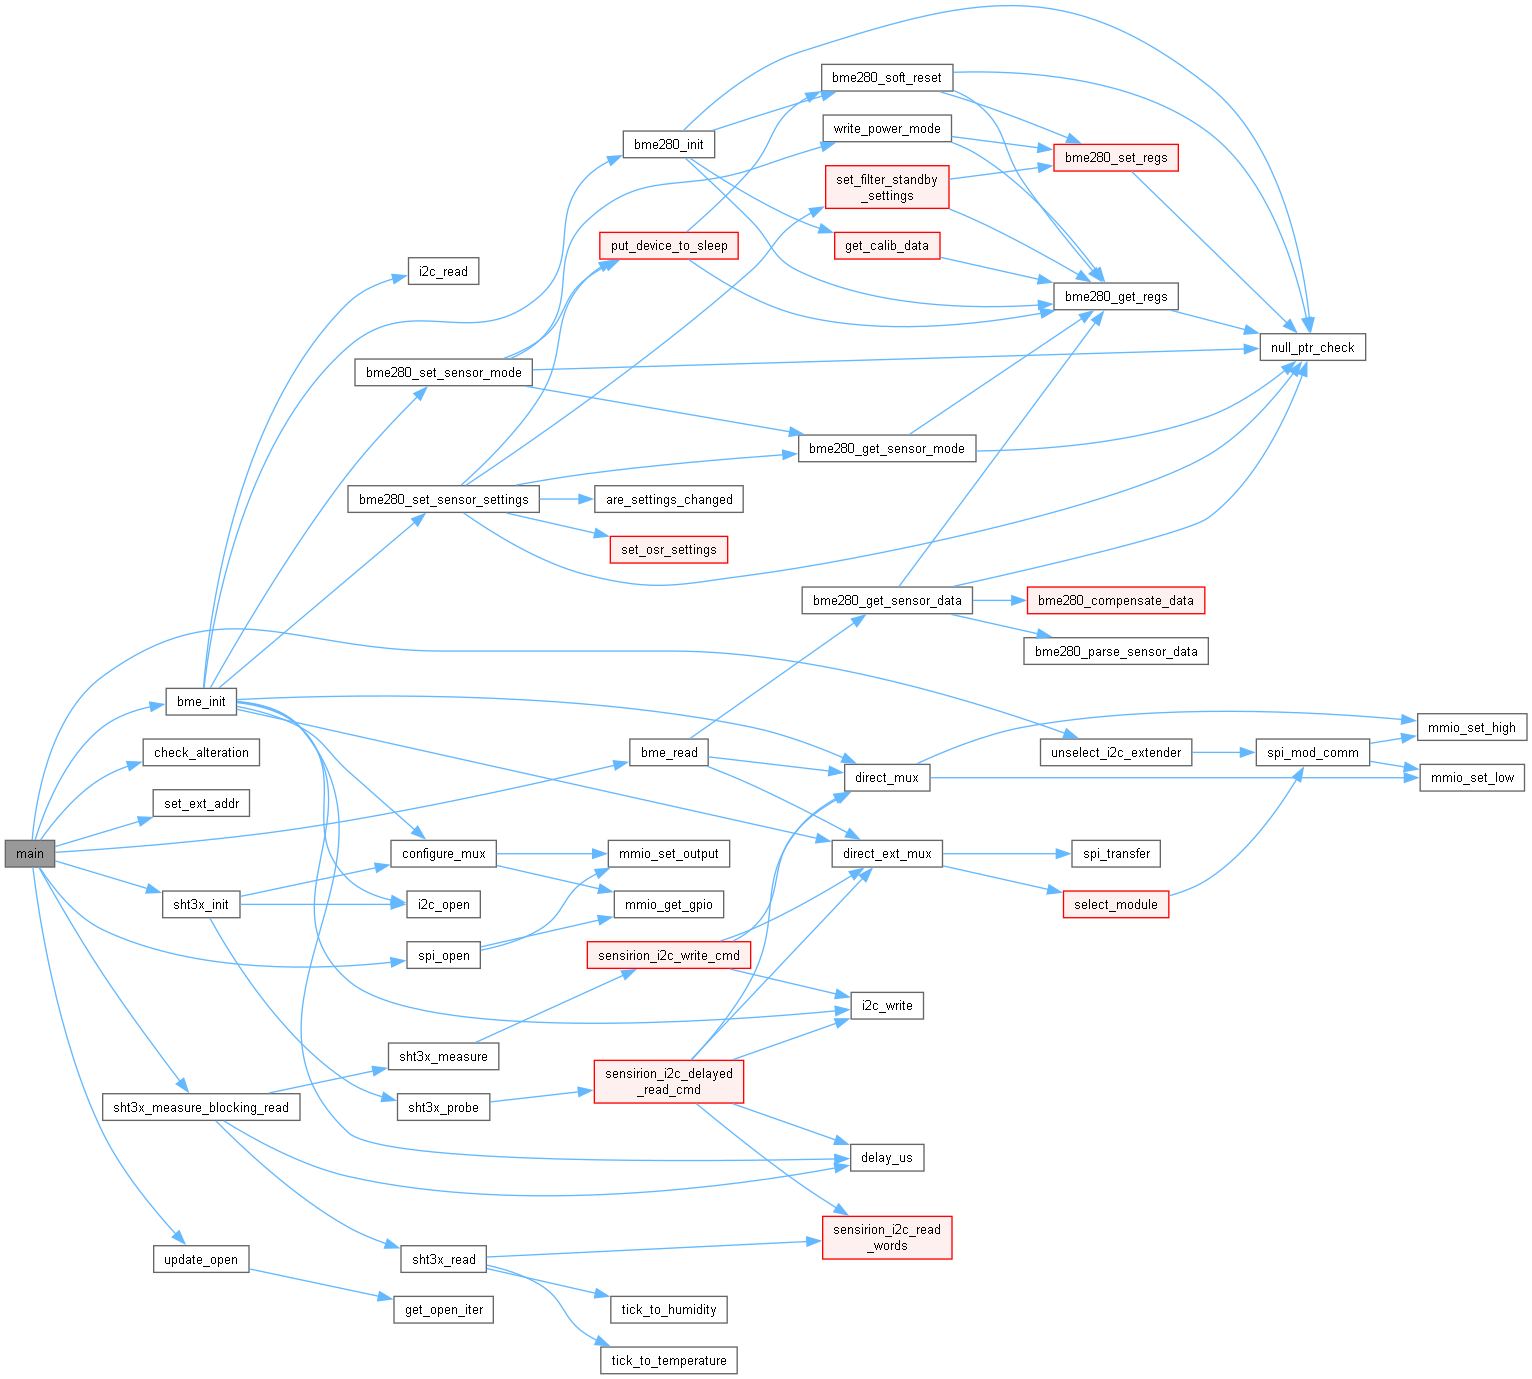 bme280_soft_reset
write_power_mode
bme280_init
bme280_set_regs
set_filter_standby
_settings
put_device_to_sleep
get_calib_data
i2c_read
bme280_get_regs
null_ptr_check
bme280_set_sensor_mode
bme280_get_sensor_mode
bme280_set_sensor_settings
are_settings_changed
set_osr_settings
bme280_get_sensor_data
bme280_compensate_data
bme280_parse_sensor_data
bme_init
mmio_set_high
check_alteration
bme_read
unselect_i2c_extender
spi_mod_comm
direct_mux
mmio_set_low
set_ext_addr
main
configure_mux
mmio_set_output
direct_ext_mux
spi_transfer
sht3x_init
i2c_open
mmio_get_gpio
select_module
spi_open
sensirion_i2c_write_cmd
i2c_write
sht3x_measure
sensirion_i2c_delayed
_read_cmd
sht3x_measure_blocking_read
sht3x_probe
delay_us
sensirion_i2c_read
_words
update_open
sht3x_read
get_open_iter
tick_to_humidity
tick_to_temperature